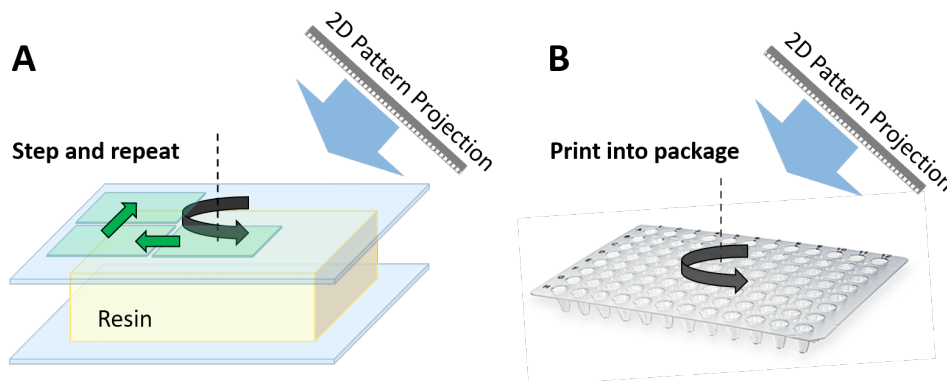 A
2D Pattern Projection
Step and repeat
Resin
B
2D Pattern Projection
Print into package